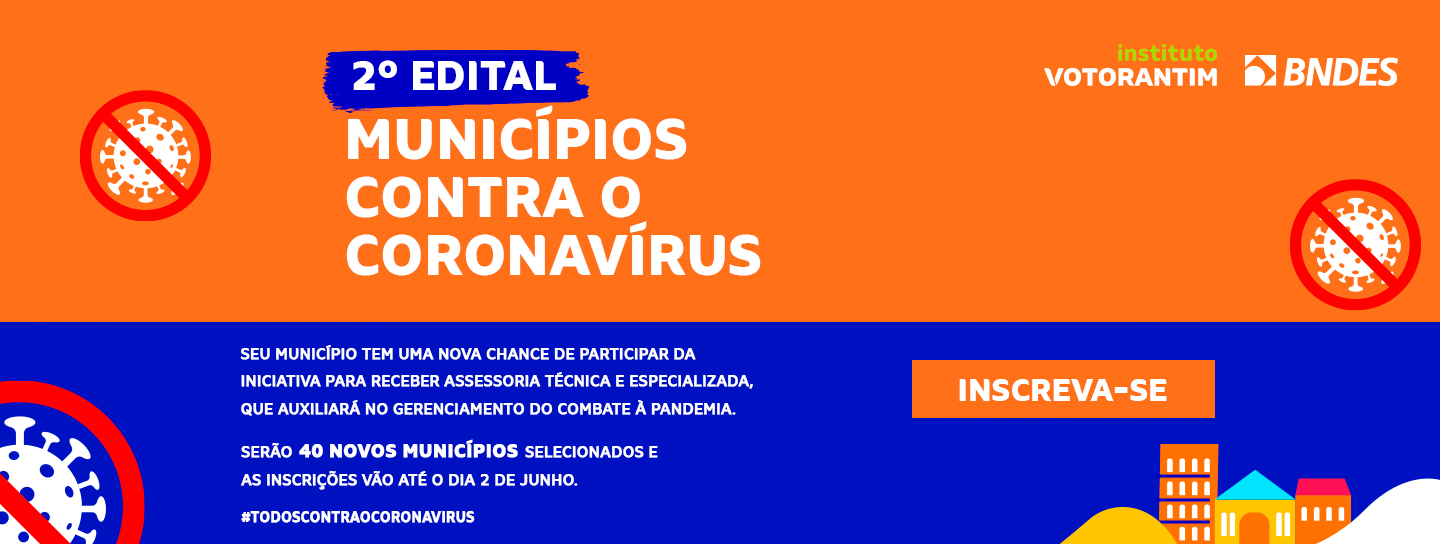 2º EDITAL
MUNICÍPIOS
CONTRA O
CORONAVÍRUS
instituto
VOTORANTIM
BNDES
SEU MUNICÍPIO TEM UMA NOVA CHANCE DE PARTICIPAR DA
INICIATIVA PARA RECEBER ASSESSORIA TÉCNICA E ESPECIALIZADA,
QUE AUXILIARÁ NO GERENCIAMENTO DO COMBATE À PANDEMIA.
SERÃO 40 NOVOS MUNICÍPIOS SELECIONADOS E
AS INSCRIÇÕES VÃO ATÉ O DIA 2 DE JUNHO.
#TODOSCONTRAOCORONAVIRUS
INSCREVA-SE